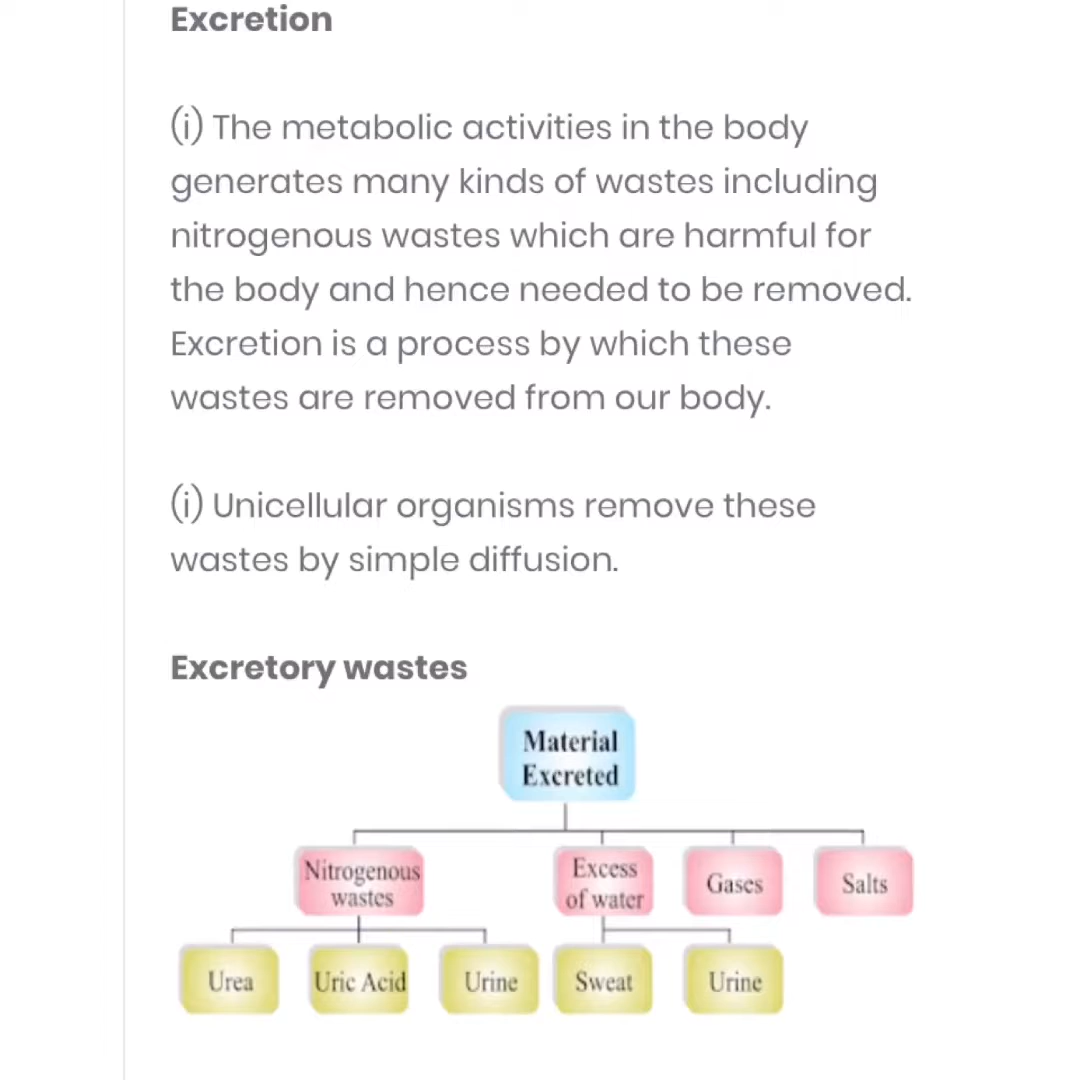 Excretion
(i) The metabolic activities in the body
generates many kinds of wastes including
nitrogenous wastes which are harmful for
the body and hence needed to be removed.
Excretion is a process by which these
wastes are removed from our body.
(i) Unicellular organisms remove these
wastes by simple diffusion.
Excretory wastes
Material
Excreted
Nitrogenous
wastes
Excess
of water
Gases
Salts
Urea
Uric Acid
Urine
Sweat
Urine